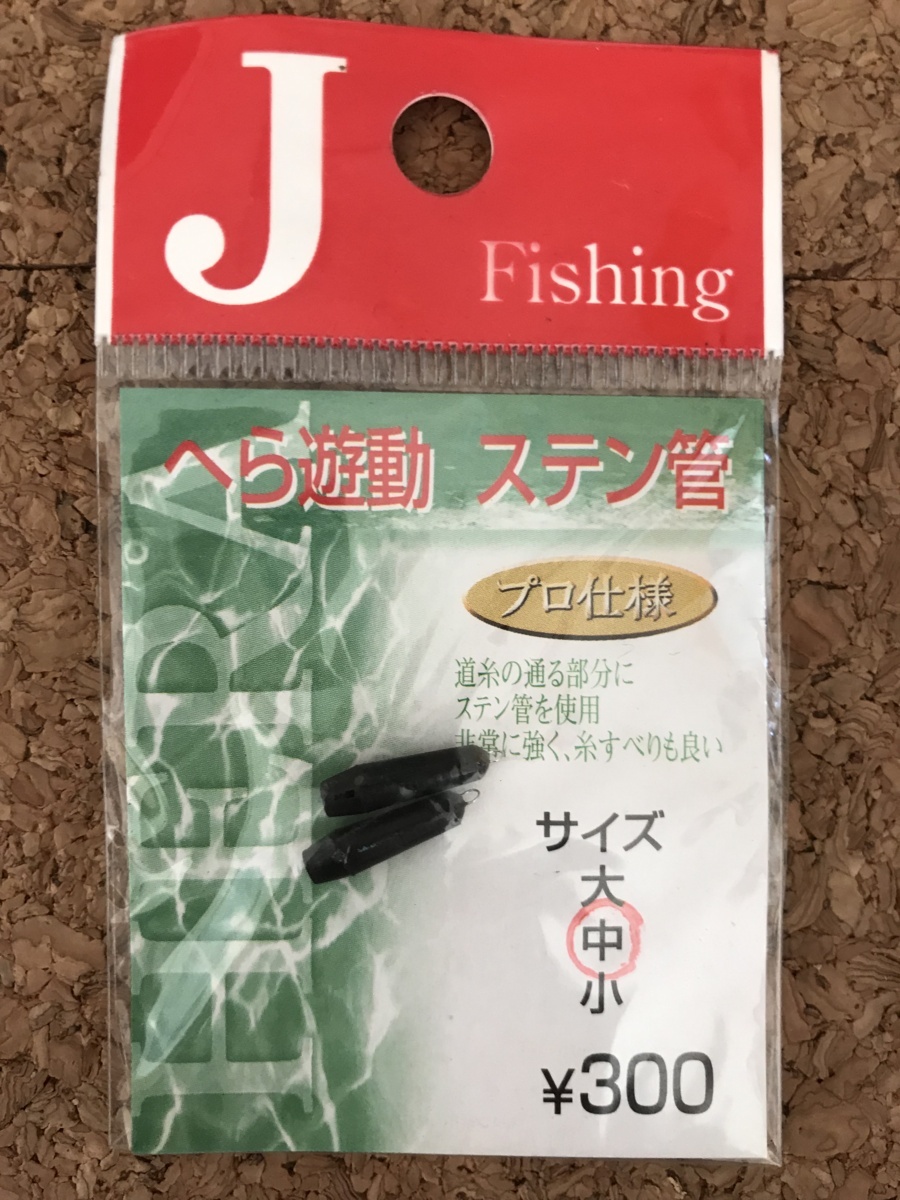 J
Fishing
へら遊動 ステン管
プロ仕様
道糸の通る部分に
ステン管を使用
非常に強く、糸すべりも良い
サイズ
大
中
小
¥300
HERA